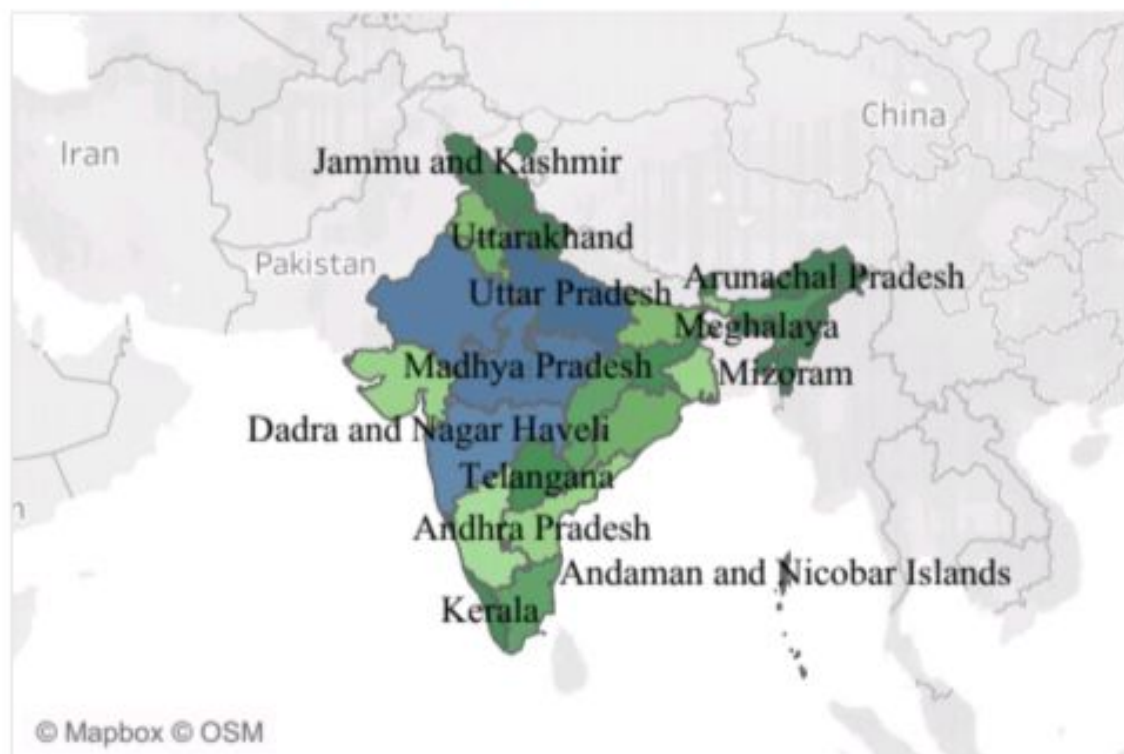 China
Iran
Jammu and Kashmir
Uttarakhand
Pakistan
Arunachal Pradesh
Uttar Pradesh
Meghalaya
Madhya Pradesh
Mizoram
Dadra and Nagar Haveli
Telangana
n
Andhra Pradesh
Andaman and Nicobar Islands
Kerala
© Mapbox © OSM